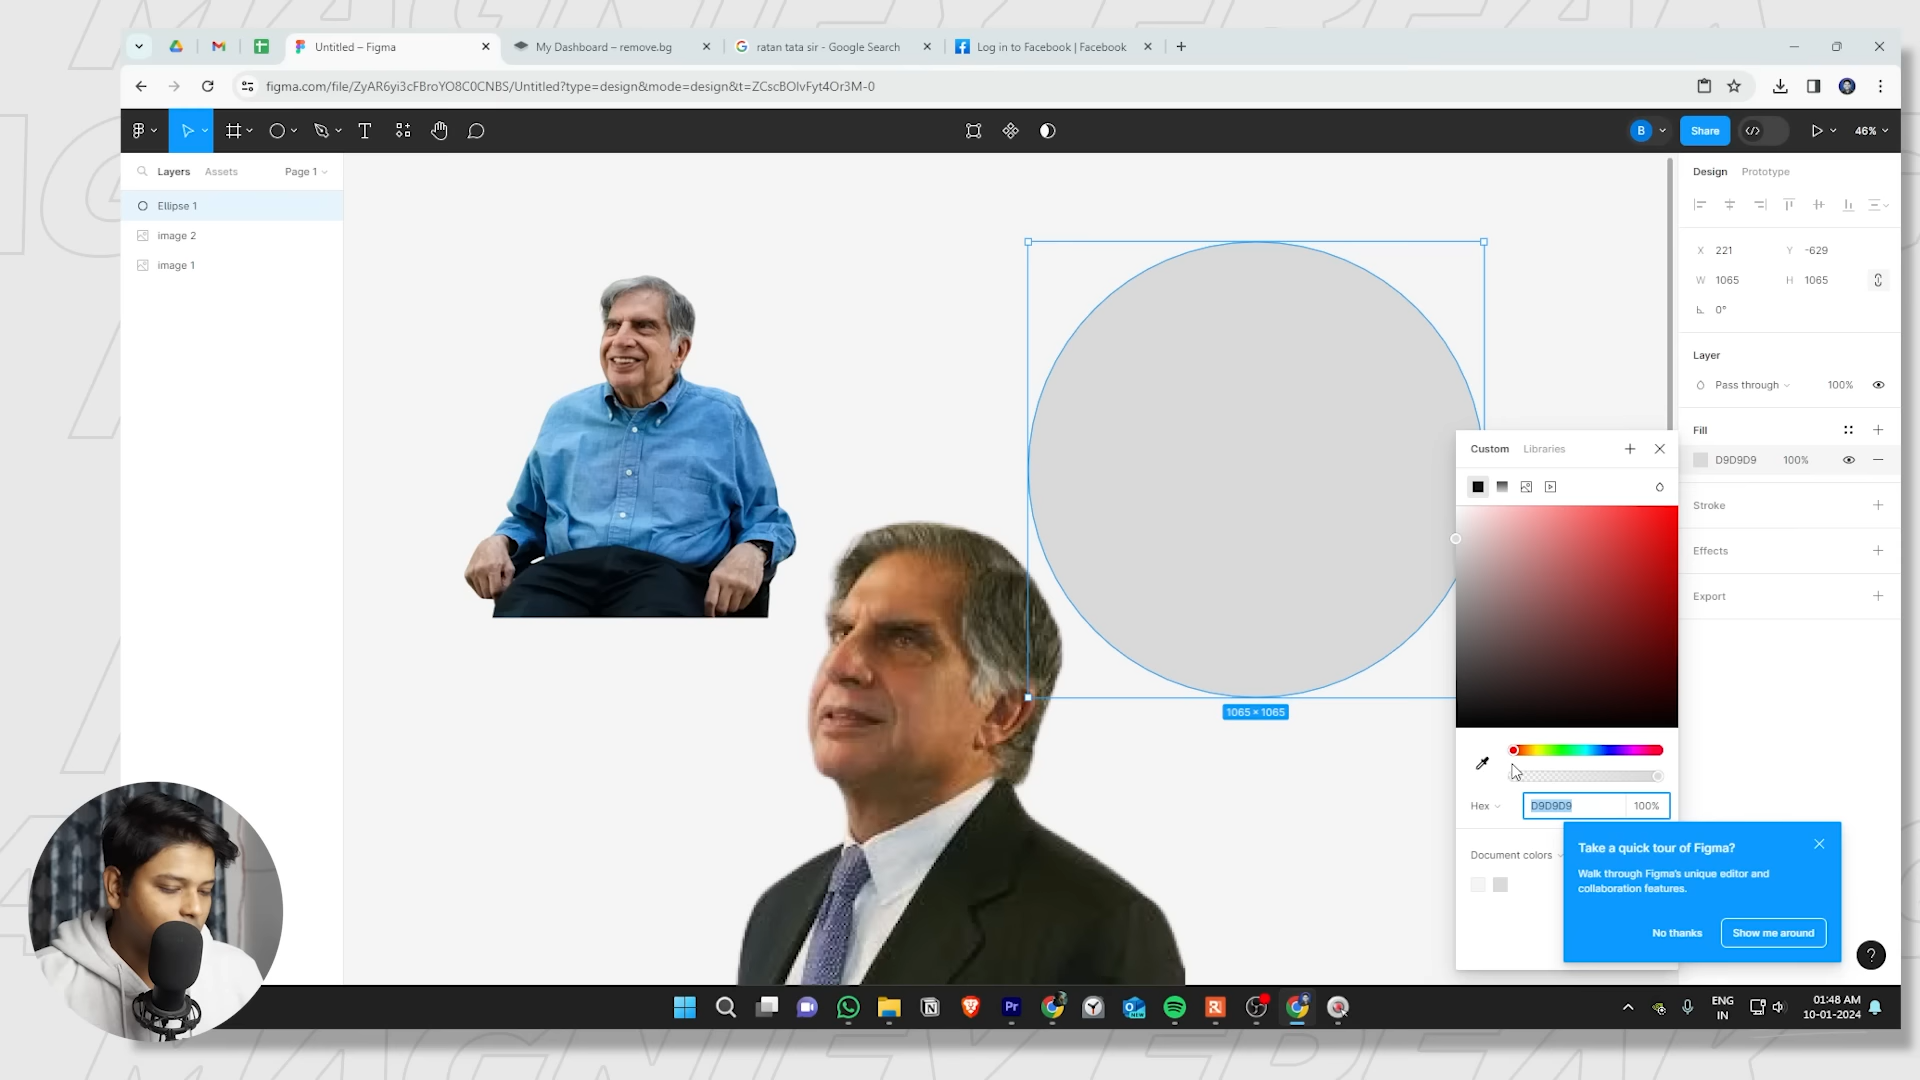 Untitled – Figma
My Dashboard – remove.bg
ratan tata sir - Google Search
Log in to Facebook | Facebook
figma.com/file/ZyAR6yi3cFBroYO8C0CNBS/Untitled?type=design&mode=design&t=ZCscBOlvFyt4Or3M-0
B
Share
46%
Layers
Assets
Page 1
Design
Prototype
Ellipse 1
image 2
image 1
X 221
Y -629
W 1065
H 1065
0°
Layer
Pass through
100%
Fill
D9D9D9
100%
Stroke
Effects
Export
Custom
Libraries
1065 × 1065
Hex
D9D9D9
100%
Document colors
Take a quick tour of Figma?
Walk through Figma's unique editor and
collaboration features.
No thanks
Show me around
?
Pr
ENG
IN
01:48 AM
10-01-2024